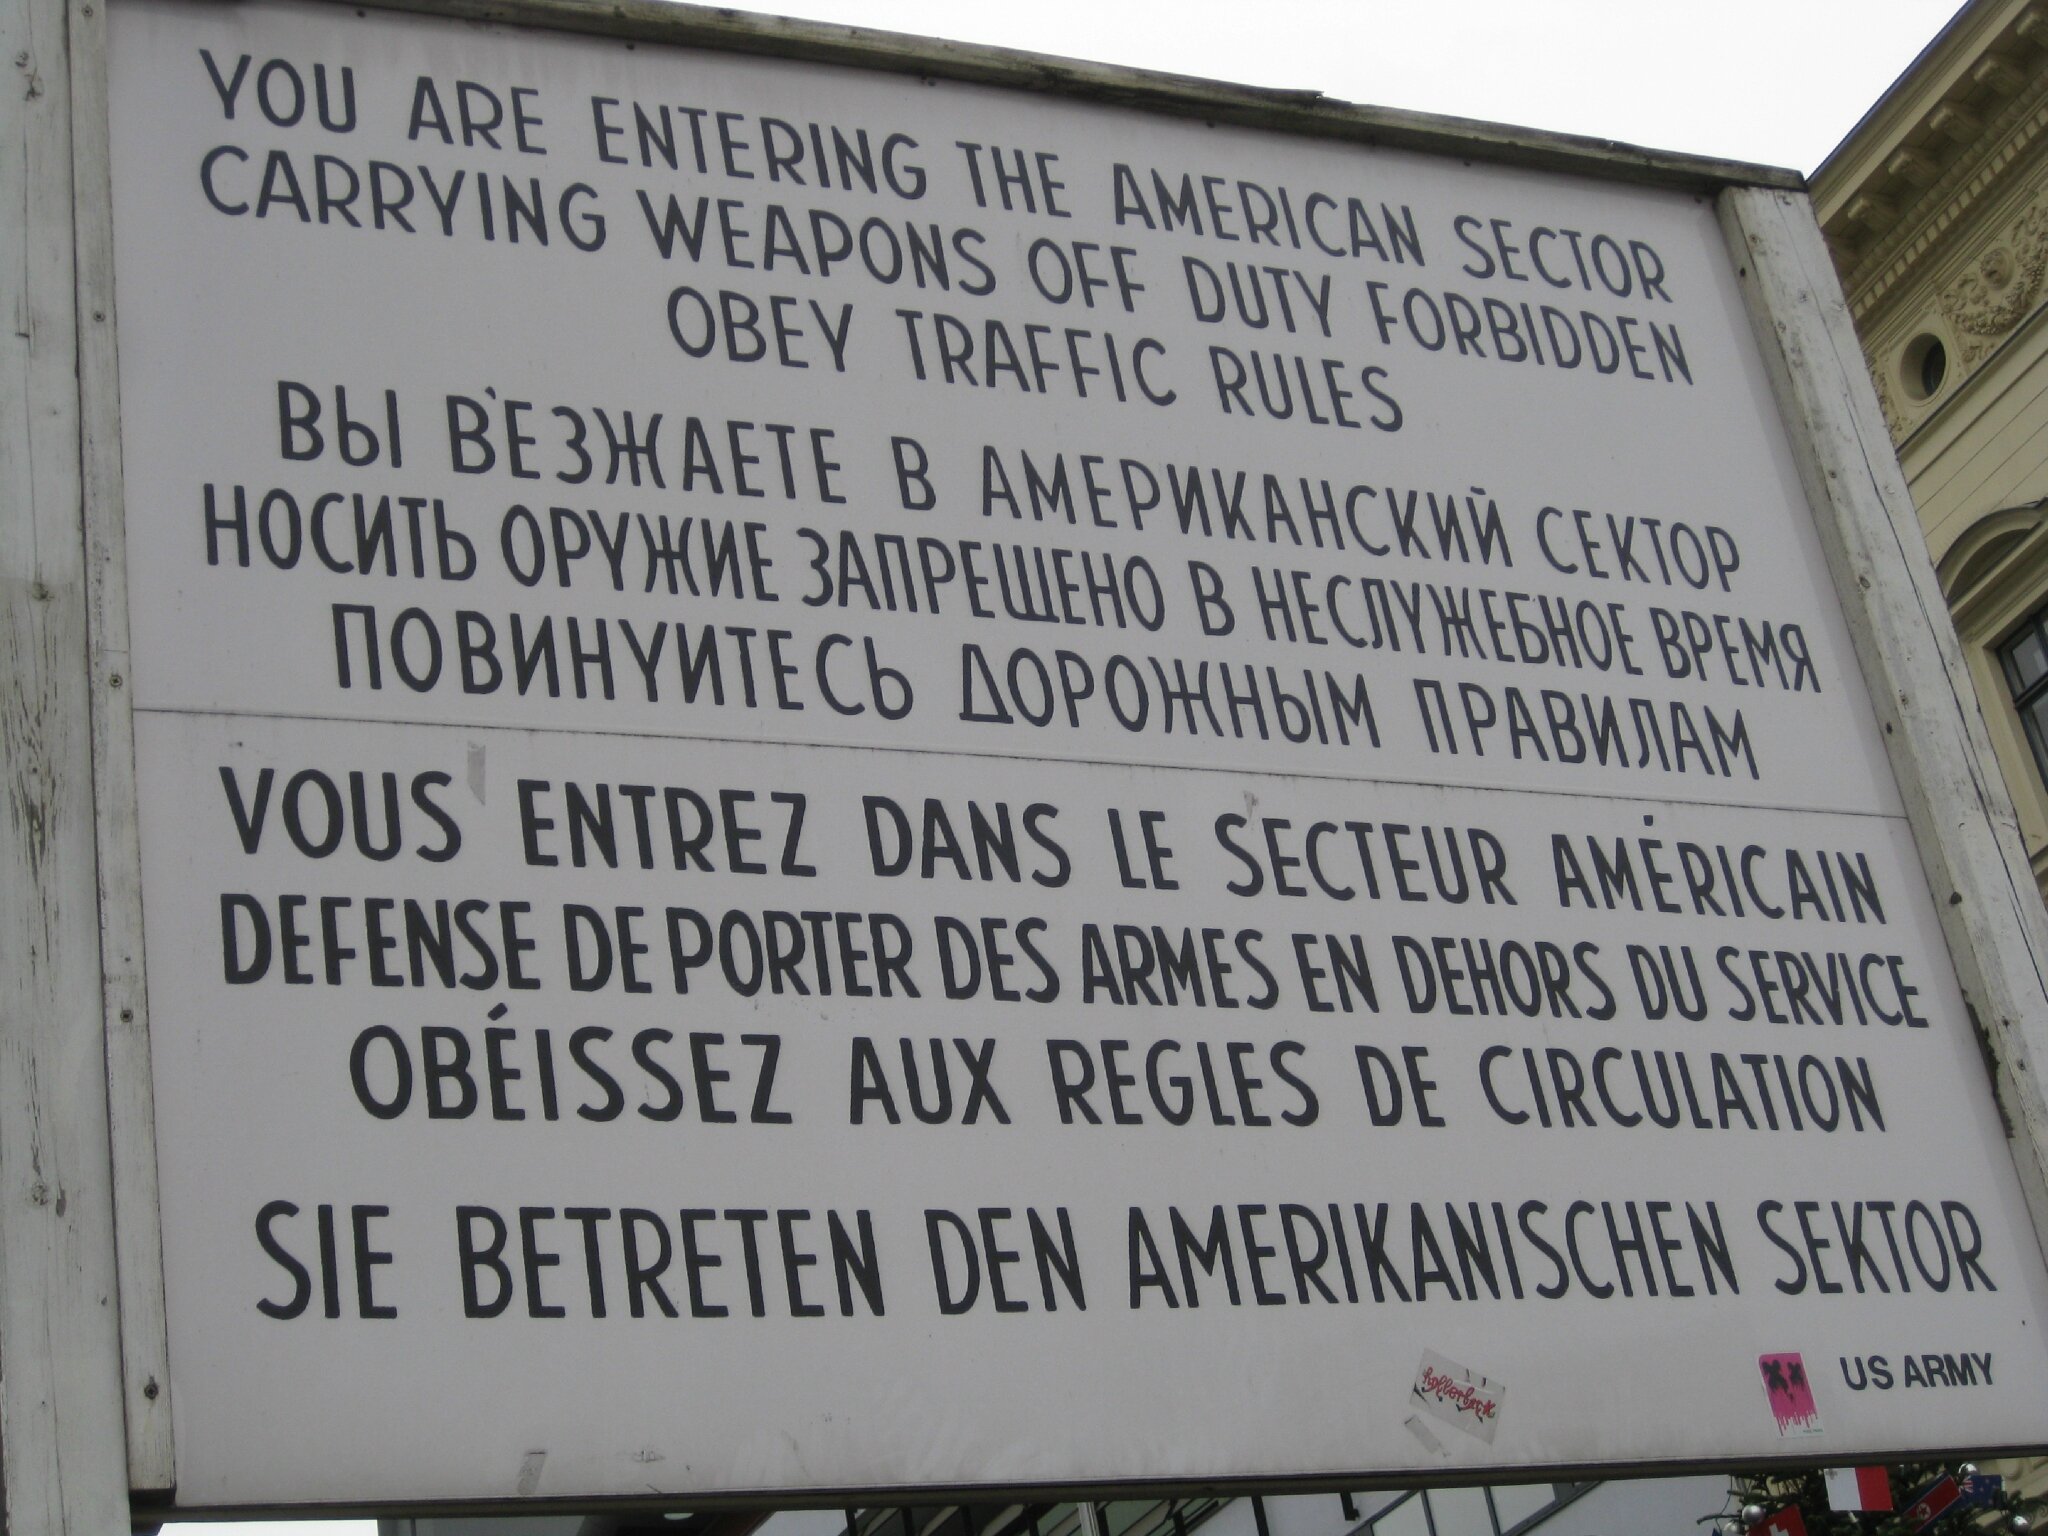 YOU ARE ENTERING THE AMERICAN SECTOR
CARRYING WEAPONS OFF DUTY FORBIDDEN
OBEY TRAFFIC RULES
ВЫ В'ЕЗЖАЕТЕ В АМЕРИКАНСКИЙ СЕКТОР
НОСИТЬ ОРУЖИЕ ЗАПРЕЩЕНО В НЕСЛУЖЕБНОЕ ВРЕМЯ
ПОВИНУИТЕСЬ ДОРОЖНЫМ ПРАВИЛАМ
VOUS ENTREZ DANS LE SECTEUR AMÉRICAIN
DEFENSE DE PORTER DES ARMES EN DEHORS DU SERVICE
OBÉISSEZ AUX REGLES DE CIRCULATION
SIE BETRETEN DEN AMERIKANISCHEN SEKTOR
US ARMY